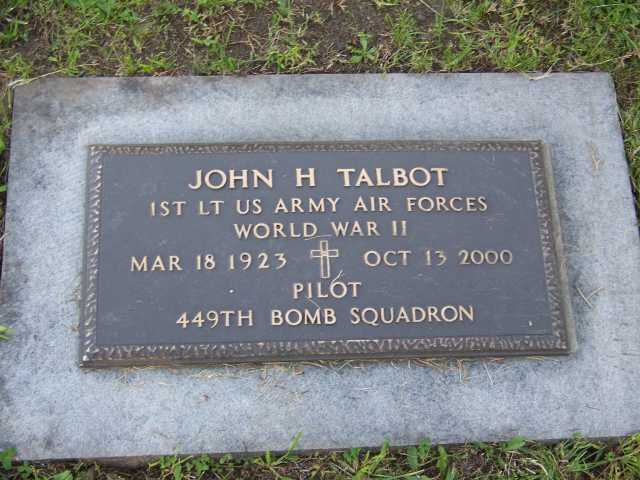 JOHN H TALBOT
1ST LT US ARMY AIR FORCES
WORLD WAR II
MAR 18 1923 OCT 13 2000
PILOT
449TH BOMB SQUADRON